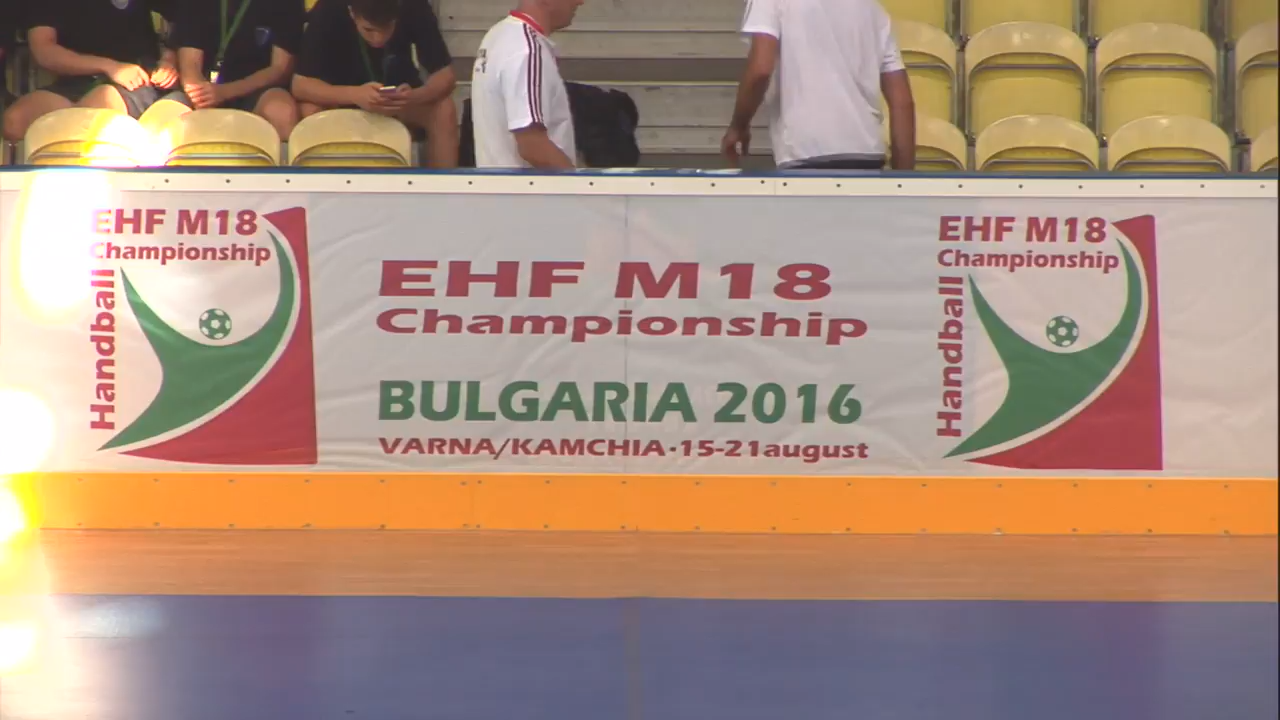 EHF M18
Championship
Handball
EHF M18
Championship
BULGARIA 2016
VARNA/KAMCHIA·15-21august
EHF M18
Championship
Handball